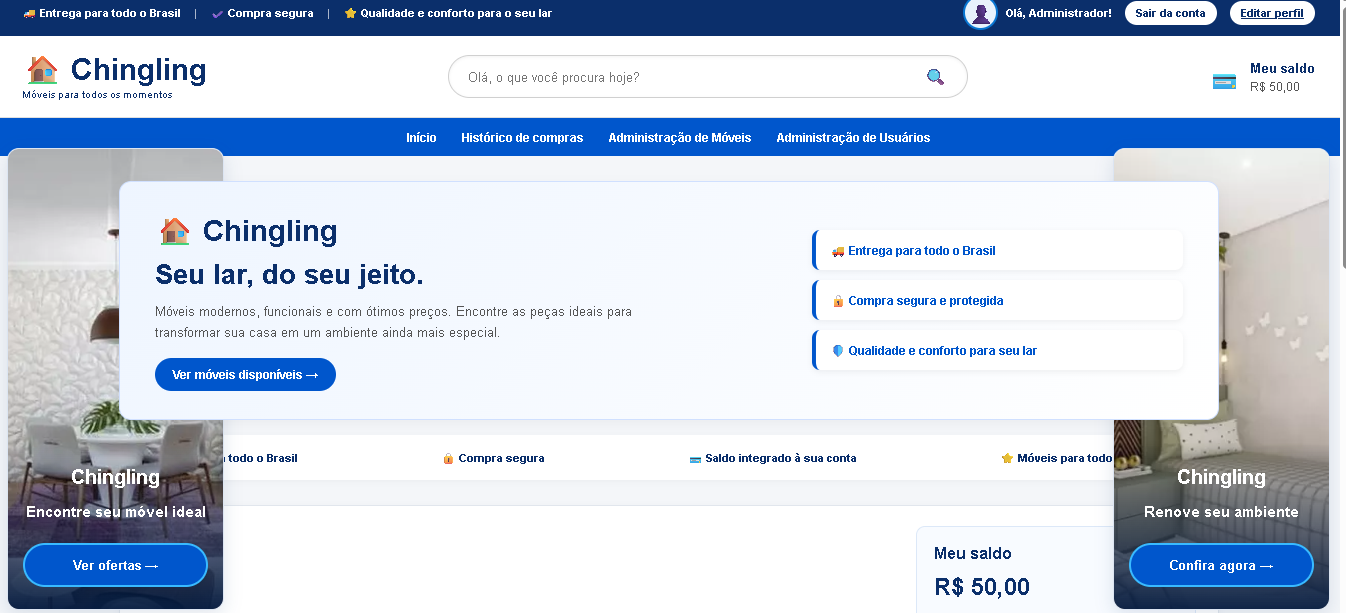 Entrega para todo o Brasil | Compra segura | Qualidade e conforto para o seu lar
Olá, Administrador! Sair da conta Editar perfil
Chingling
Móveis para todos os momentos
Olá, o que você procura hoje?
Meu saldo
R$ 50,00
Início Histórico de compras Administração de Móveis Administração de Usuários
Chingling
Seu lar, do seu jeito.
Móveis modernos, funcionais e com ótimos preços. Encontre as peças ideais para
transformar sua casa em um ambiente ainda mais especial.
Ver móveis disponíveis →
Entrega para todo o Brasil
Compra segura e protegida
Qualidade e conforto para seu lar
todo o Brasil Compra segura Saldo integrado à sua conta Móveis para todo
Chingling
Encontre seu móvel ideal
Ver ofertas →
Meu saldo
R$ 50,00
Chingling
Renove seu ambiente
Confira agora →